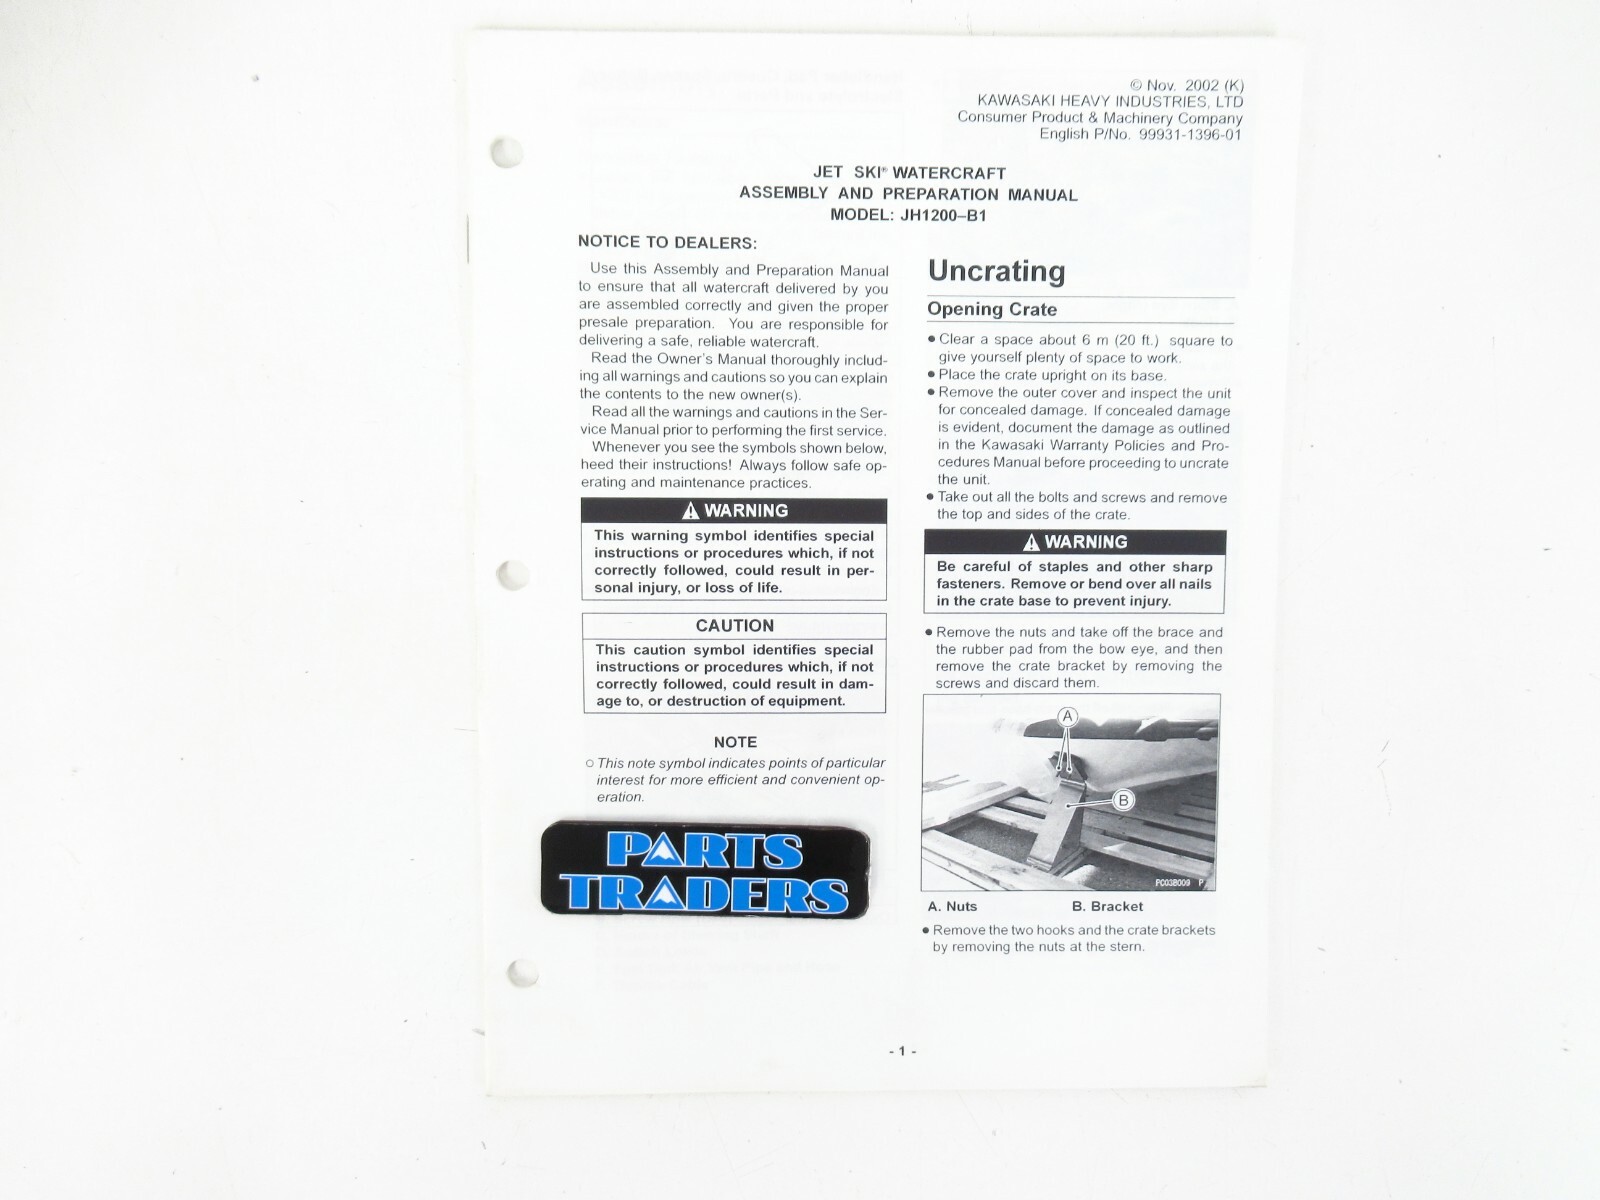 © Nov. 2002 (K)
KAWASAKI HEAVY INDUSTRIES, LTD
Consumer Product & Machinery Company
English P/No. 99931-1396-01
JET SKI® WATERCRAFT
ASSEMBLY AND PREPARATION MANUAL
MODEL: JH1200–B1
NOTICE TO DEALERS:
Use this Assembly and Preparation Manual
to ensure that all watercraft delivered by you
are assembled correctly and given the proper
presale preparation. You are responsible for
delivering a safe, reliable watercraft.
Read the Owner's Manual thoroughly includ-
ing all warnings and cautions so you can explain
the contents to the new owner(s).
Read all the warnings and cautions in the Ser-
vice Manual prior to performing the first service.
Whenever you see the symbols shown below,
heed their instructions! Always follow safe op-
erating and maintenance practices.
WARNING
This warning symbol identifies special
instructions or procedures which, if not
correctly followed, could result in per-
sonal injury, or loss of life.
CAUTION
This caution symbol identifies special
instructions or procedures which, if not
correctly followed, could result in dam-
age to, or destruction of equipment.
NOTE
○ This note symbol indicates points of particular
interest for more efficient and convenient op-
eration.
PARTS
TRADERS
Uncrating
Opening Crate
● Clear a space about 6 m (20 ft.) square to
give yourself plenty of space to work.
● Place the crate upright on its base.
● Remove the outer cover and inspect the unit
for concealed damage. If concealed damage
is evident, document the damage as outlined
in the Kawasaki Warranty Policies and Pro-
cedures Manual before proceeding to uncrate
the unit.
● Take out all the bolts and screws and remove
the top and sides of the crate.
WARNING
Be careful of staples and other sharp
fasteners. Remove or bend over all nails
in the crate base to prevent injury.
● Remove the nuts and take off the brace and
the rubber pad from the bow eye, and then
remove the crate bracket by removing the
screws and discard them.
A
B
PC03B009 P
A. Nuts B. Bracket
● Remove the two hooks and the crate brackets
by removing the nuts at the stern.
- 1 -